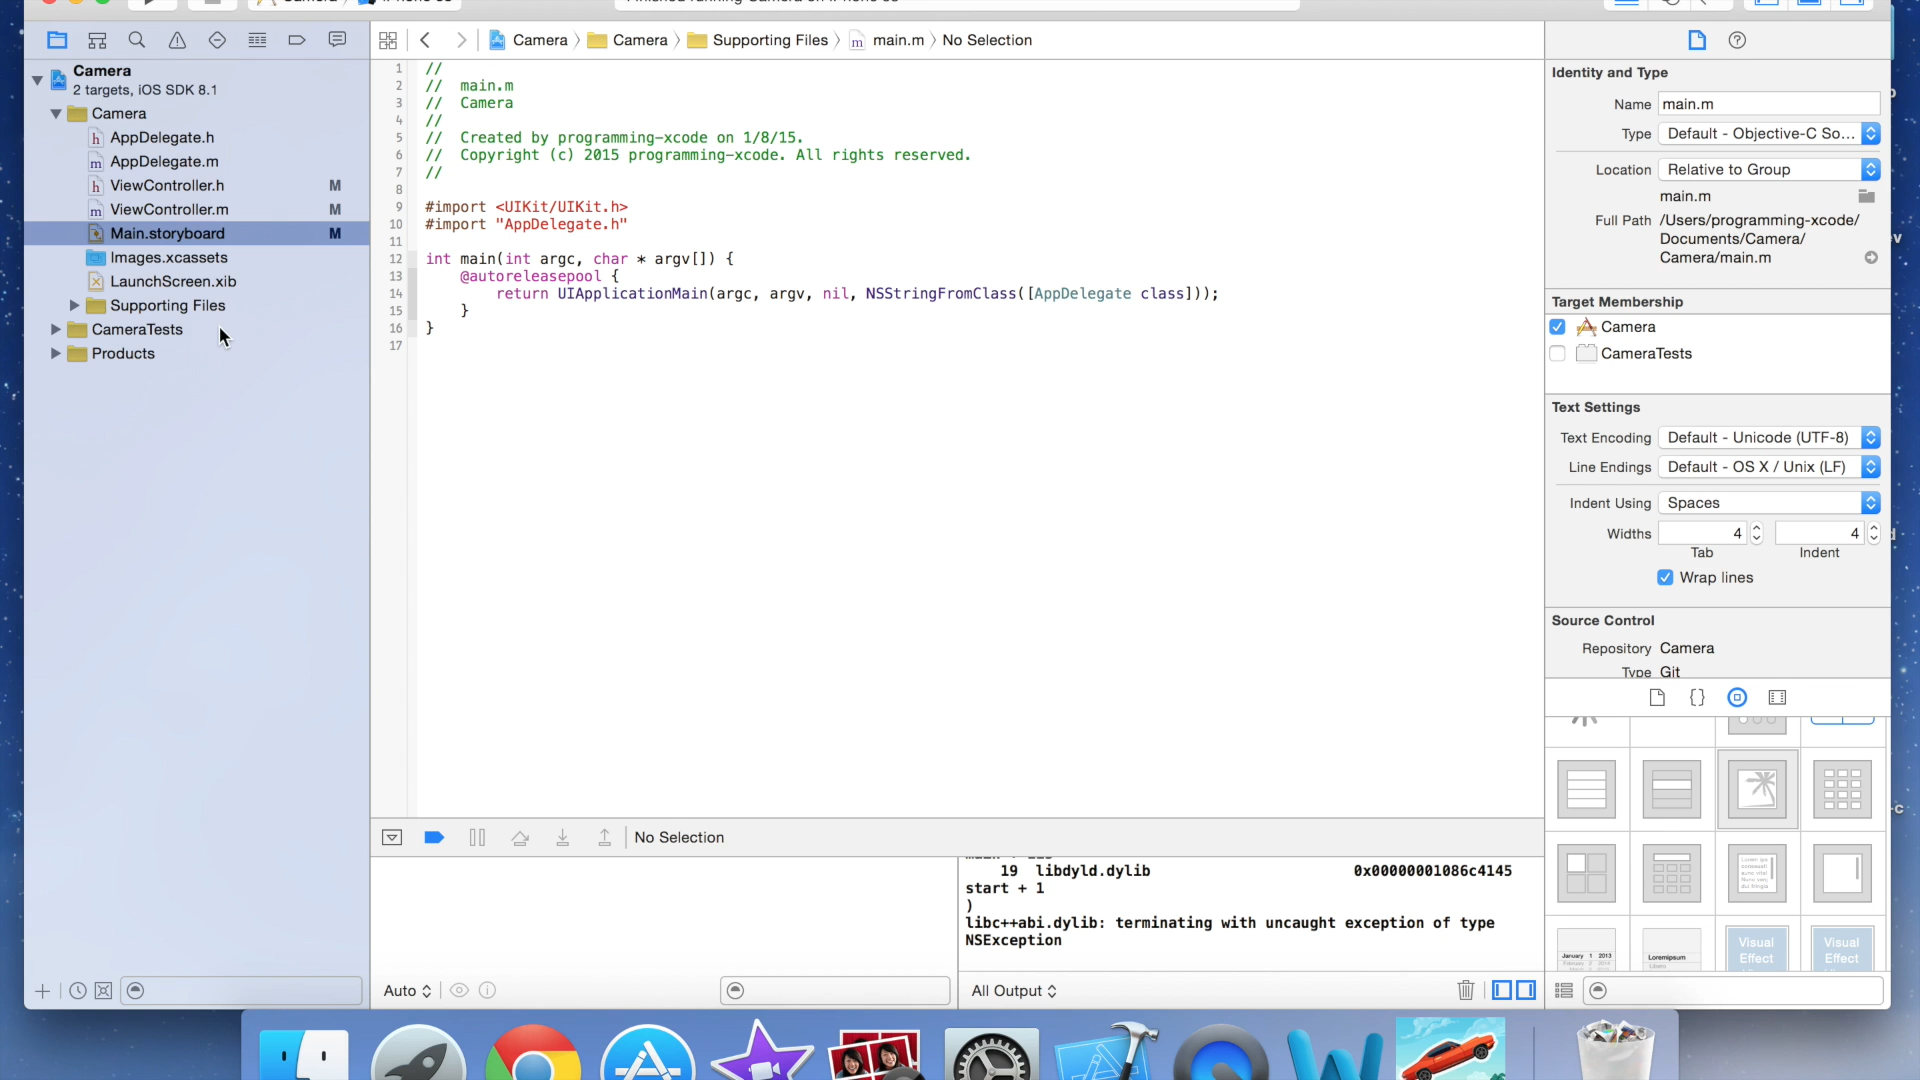 Camera > Camera > Supporting Files > main.m > No Selection
Camera
2 targets, iOS SDK 8.1
Camera
AppDelegate.h
AppDelegate.m
ViewController.h M
ViewController.m M
Main.storyboard M
Images.xcassets
LaunchScreen.xib
Supporting Files
CameraTests
Products
1 //
2 // main.m
3 // Camera
4 //
5 // Created by programming-xcode on 1/8/15.
6 // Copyright (c) 2015 programming-xcode. All rights reserved.
7 //
8
9 #import <UIKit/UIKit.h>
10 #import "AppDelegate.h"
11
12 int main(int argc, char * argv[]) {
13 @autoreleasepool {
14 return UIApplicationMain(argc, argv, nil, NSStringFromClass([AppDelegate class]));
15 }
16 }
17
No Selection
19 libdyld.dylib 0x00000001086c4145
start + 1
)
libc++abi.dylib: terminating with uncaught exception of type
NSException
Auto
All Output
Identity and Type
Name main.m
Type Default - Objective-C So...
Location Relative to Group
main.m
Full Path /Users/programming-xcode/
Documents/Camera/
Camera/main.m
Target Membership
Camera
CameraTests
Text Settings
Text Encoding Default - Unicode (UTF-8)
Line Endings Default - OS X / Unix (LF)
Indent Using Spaces
Widths 4 4
Tab Indent
Wrap lines
Source Control
Repository Camera
Type Git
January 1 2013
Loremipsum
Visual
Effect
Visual
Effect